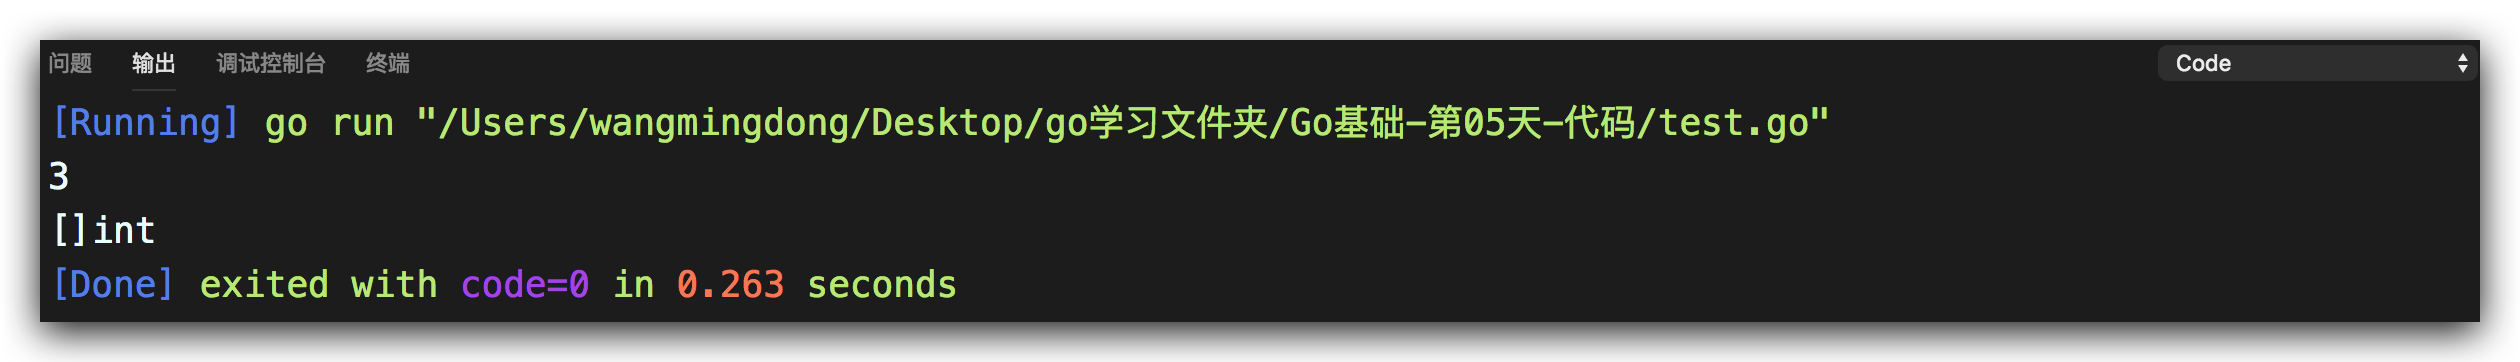 问题 输出 调试控制台 终端 Code
[Running] go run "/Users/wangmingdong/Desktop/go学习文件夹/Go基础-第05天-代码/test.go"
3
[]int
[Done] exited with code=0 in 0.263 seconds